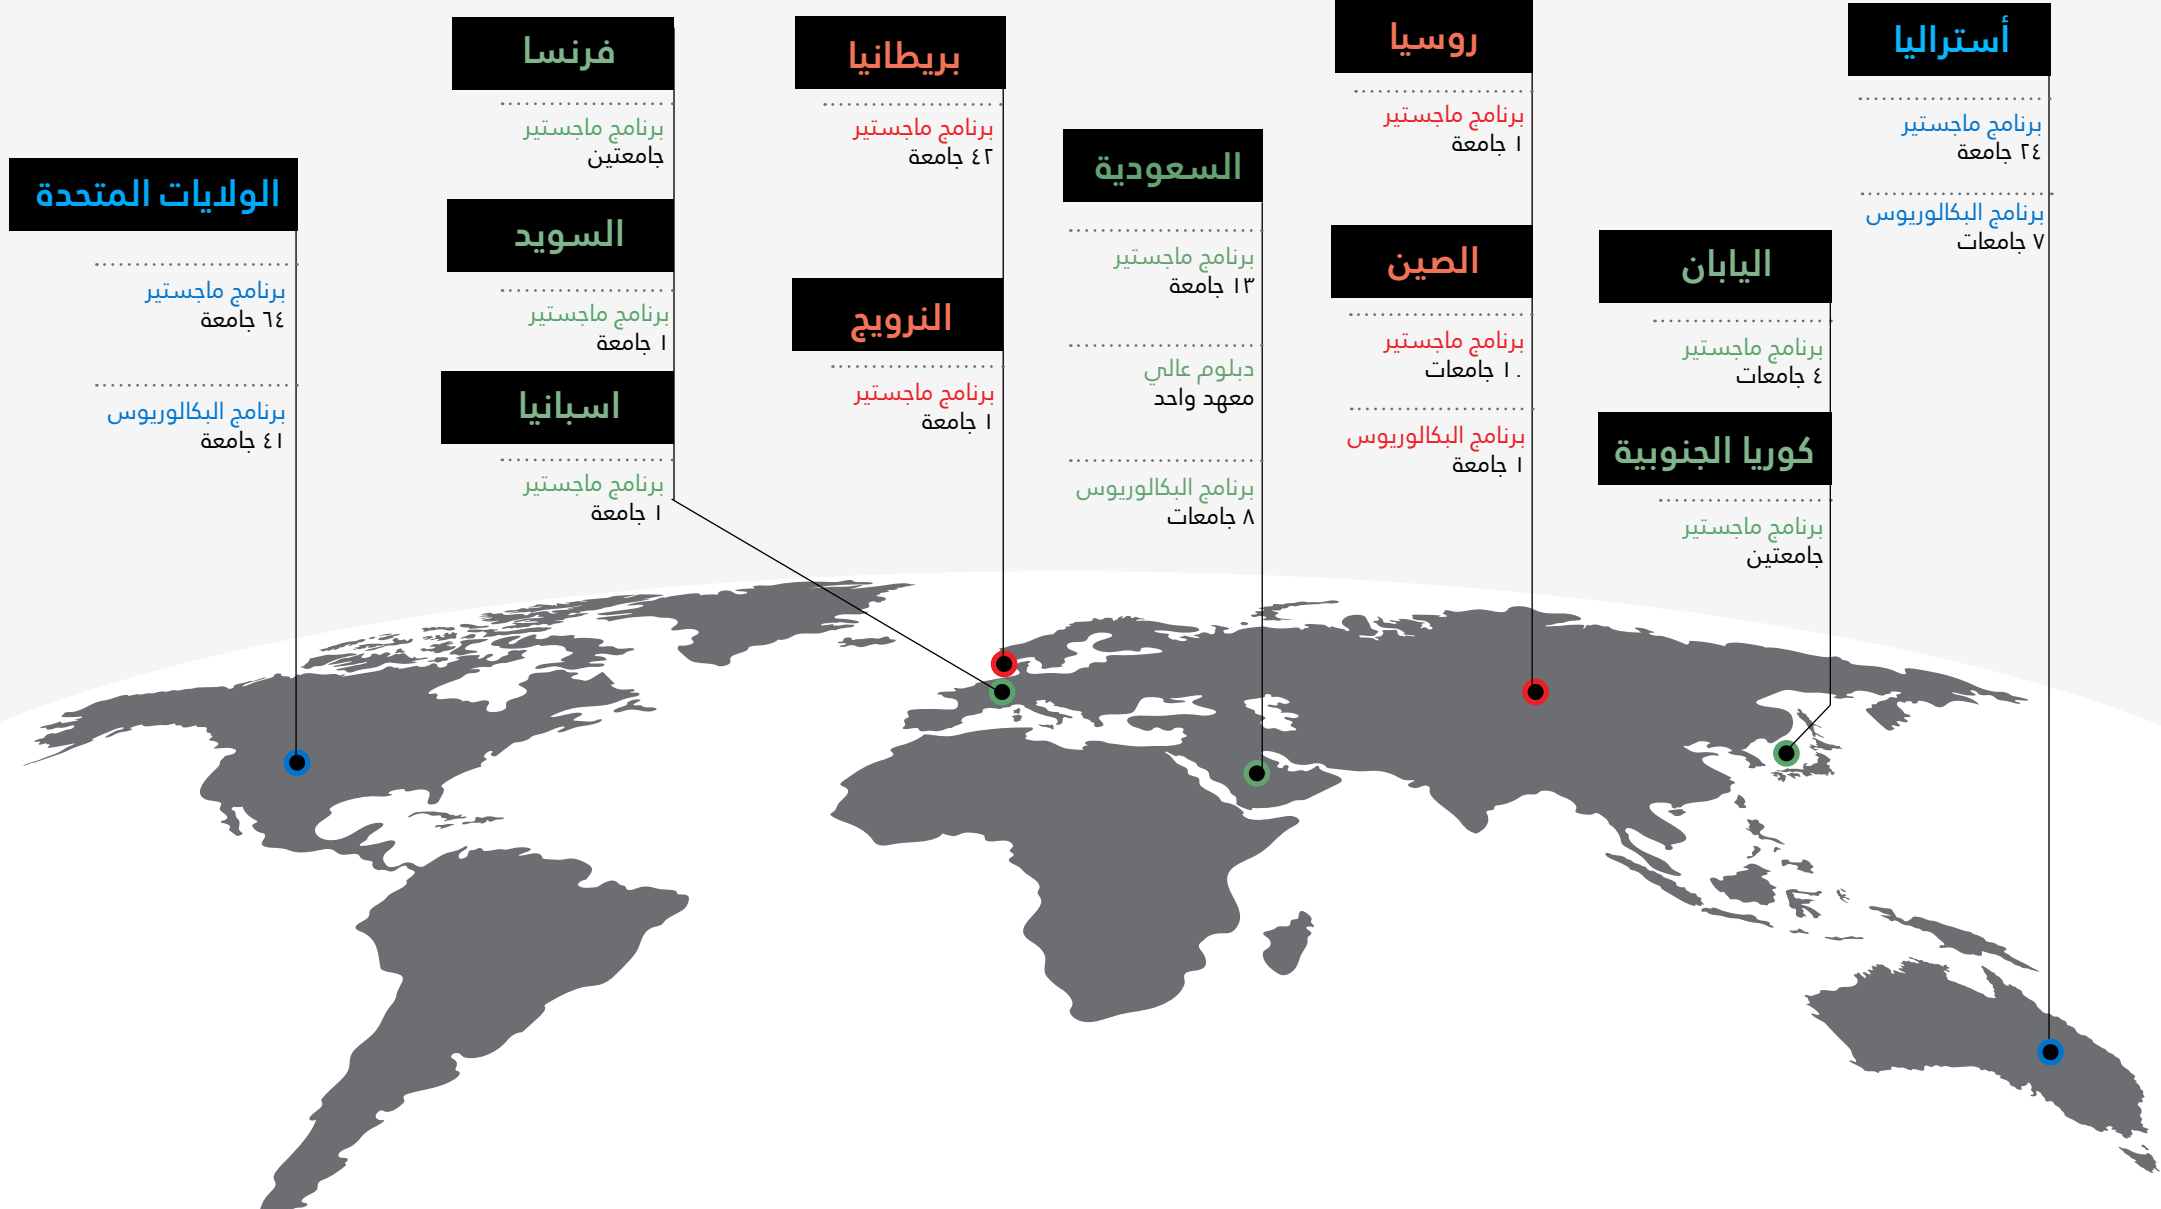 أستراليا
برنامج ماجستير
٢٤ جامعة
برنامج البكالوريوس
٧ جامعات
اليابان
برنامج ماجستير
٤ جامعات
كوريا الجنوبية
برنامج ماجستير
جامعتين
روسيا
برنامج ماجستير
١ جامعة
الصين
برنامج ماجستير
١٠ جامعات
برنامج البكالوريوس
١ جامعة
السعودية
برنامج ماجستير
١٣ جامعة
دبلوم عالي
معهد واحد
برنامج البكالوريوس
٨ جامعات
بريطانيا
برنامج ماجستير
٤٢ جامعة
النرويج
برنامج ماجستير
١ جامعة
فرنسا
برنامج ماجستير
جامعتين
السويد
برنامج ماجستير
١ جامعة
اسبانيا
برنامج ماجستير
١ جامعة
الولايات المتحدة
برنامج ماجستير
٦٤ جامعة
برنامج البكالوريوس
٤١ جامعة